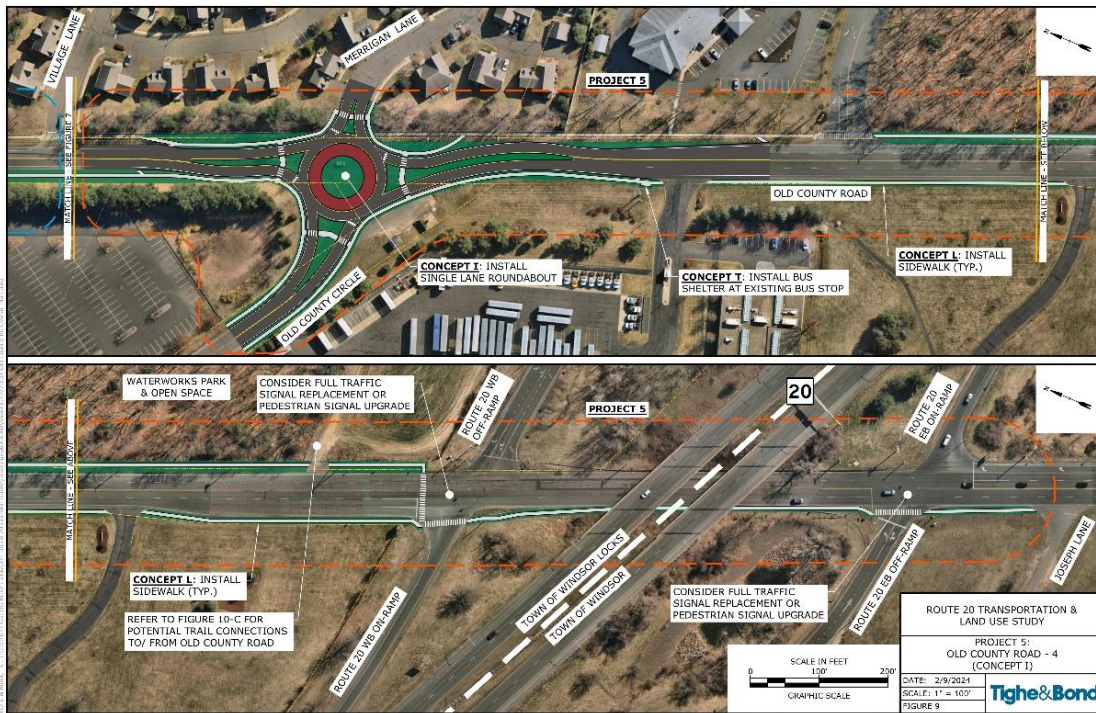 VILLAGE LANE
MERRIGAN LANE
PROJECT 5
MATCH LINE - SEE FIGURE 7
MATCH LINE - SEE BELOW
N
OLD COUNTY ROAD
CONCEPT I: INSTALL
SINGLE LANE ROUNDABOUT
CONCEPT T: INSTALL BUS
SHELTER AT EXISTING BUS STOP
CONCEPT L: INSTALL
SIDEWALK (TYP.)
OLD COUNTY CIRCLE
WATERWORKS PARK
& OPEN SPACE
CONSIDER FULL TRAFFIC
SIGNAL REPLACEMENT OR
PEDESTRIAN SIGNAL UPGRADE
ROUTE 20 WB
OFF-RAMP
PROJECT 5
20
ROUTE 20
EB ON-RAMP
N
MATCH LINE - SEE ABOVE
CONCEPT L: INSTALL
SIDEWALK (TYP.)
REFER TO FIGURE 10-C FOR
POTENTIAL TRAIL CONNECTIONS
TO/ FROM OLD COUNTY ROAD
ROUTE 20 WB ON-RAMP
TOWN OF WINDSOR LOCKS
TOWN OF WINDSOR
CONSIDER FULL TRAFFIC
SIGNAL REPLACEMENT OR
PEDESTRIAN SIGNAL UPGRADE
ROUTE 20 EB OFF-RAMP
JOSEPH LANE
SCALE IN FEET
0 100' 200'
GRAPHIC SCALE
ROUTE 20 TRANSPORTATION &
LAND USE STUDY
PROJECT 5:
OLD COUNTY ROAD - 4
(CONCEPT I)
DATE: 2/9/2024
SCALE: 1" = 100'
FIGURE 9
Tighe&Bond